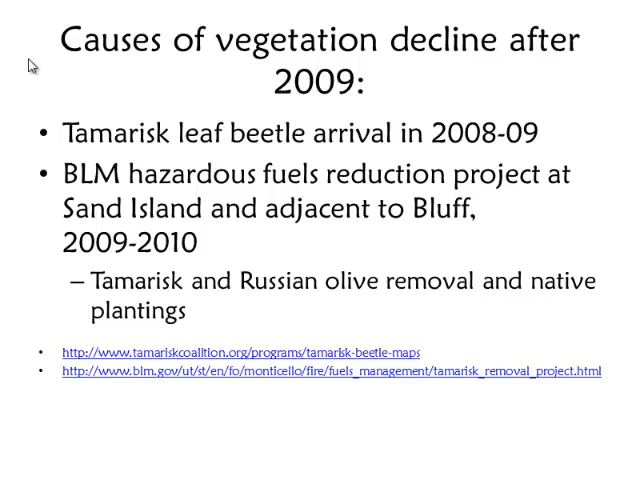 Causes of vegetation decline after
2009:
• Tamarisk leaf beetle arrival in 2008-09
• BLM hazardous fuels reduction project at
Sand Island and adjacent to Bluff,
2009-2010
– Tamarisk and Russian olive removal and native
plantings
• http://www.tamariskcoalition.org/programs/tamarisk-beetle-maps
• http://www.blm.gov/ut/st/en/fo/monticello/fire/fuels_management/tamarisk_removal_project.html